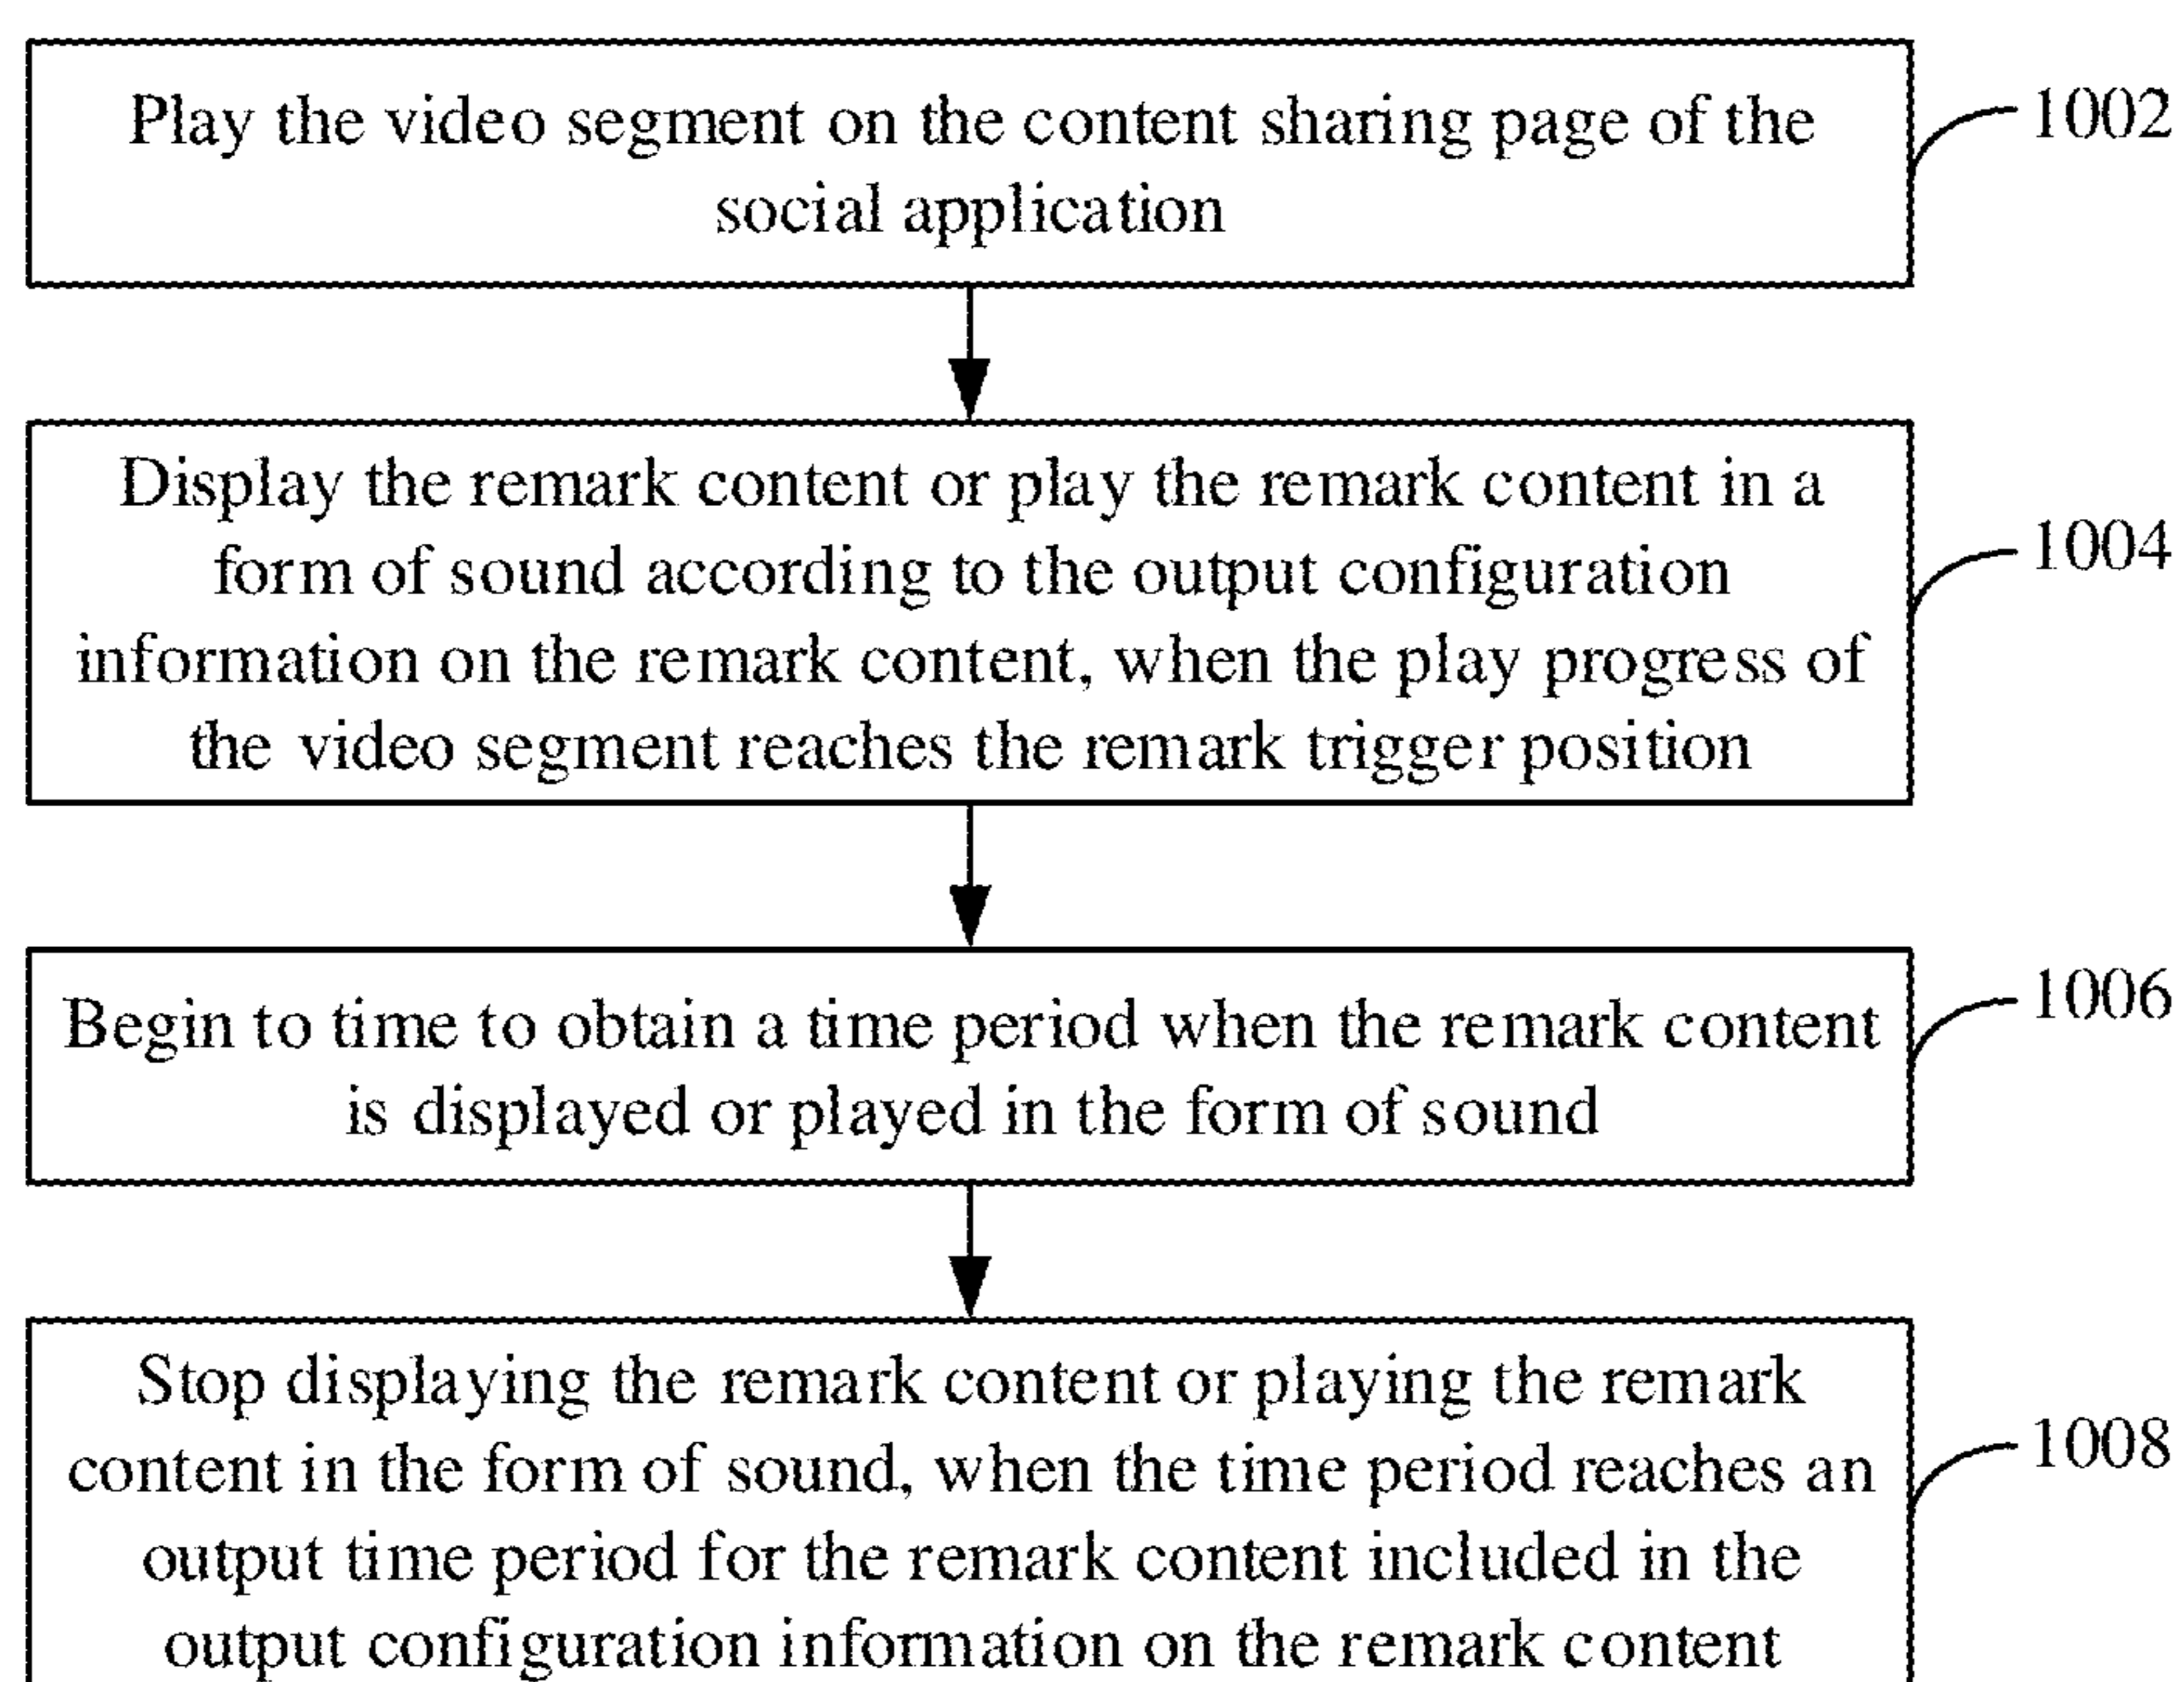 Play the video segment on the content sharing page of the
social application
1002
Display the remark content or play the remark content in a
form of sound according to the output configuration
information on the remark content, when the play progress of
the video segment reaches the remark trigger position
1004
Begin to time to obtain a time period when the remark content
is displayed or played in the form of sound
1006
Stop displaying the remark content or playing the remark
content in the form of sound, when the time period reaches an
output time period for the remark content included in the
output configuration information on the remark content
1008